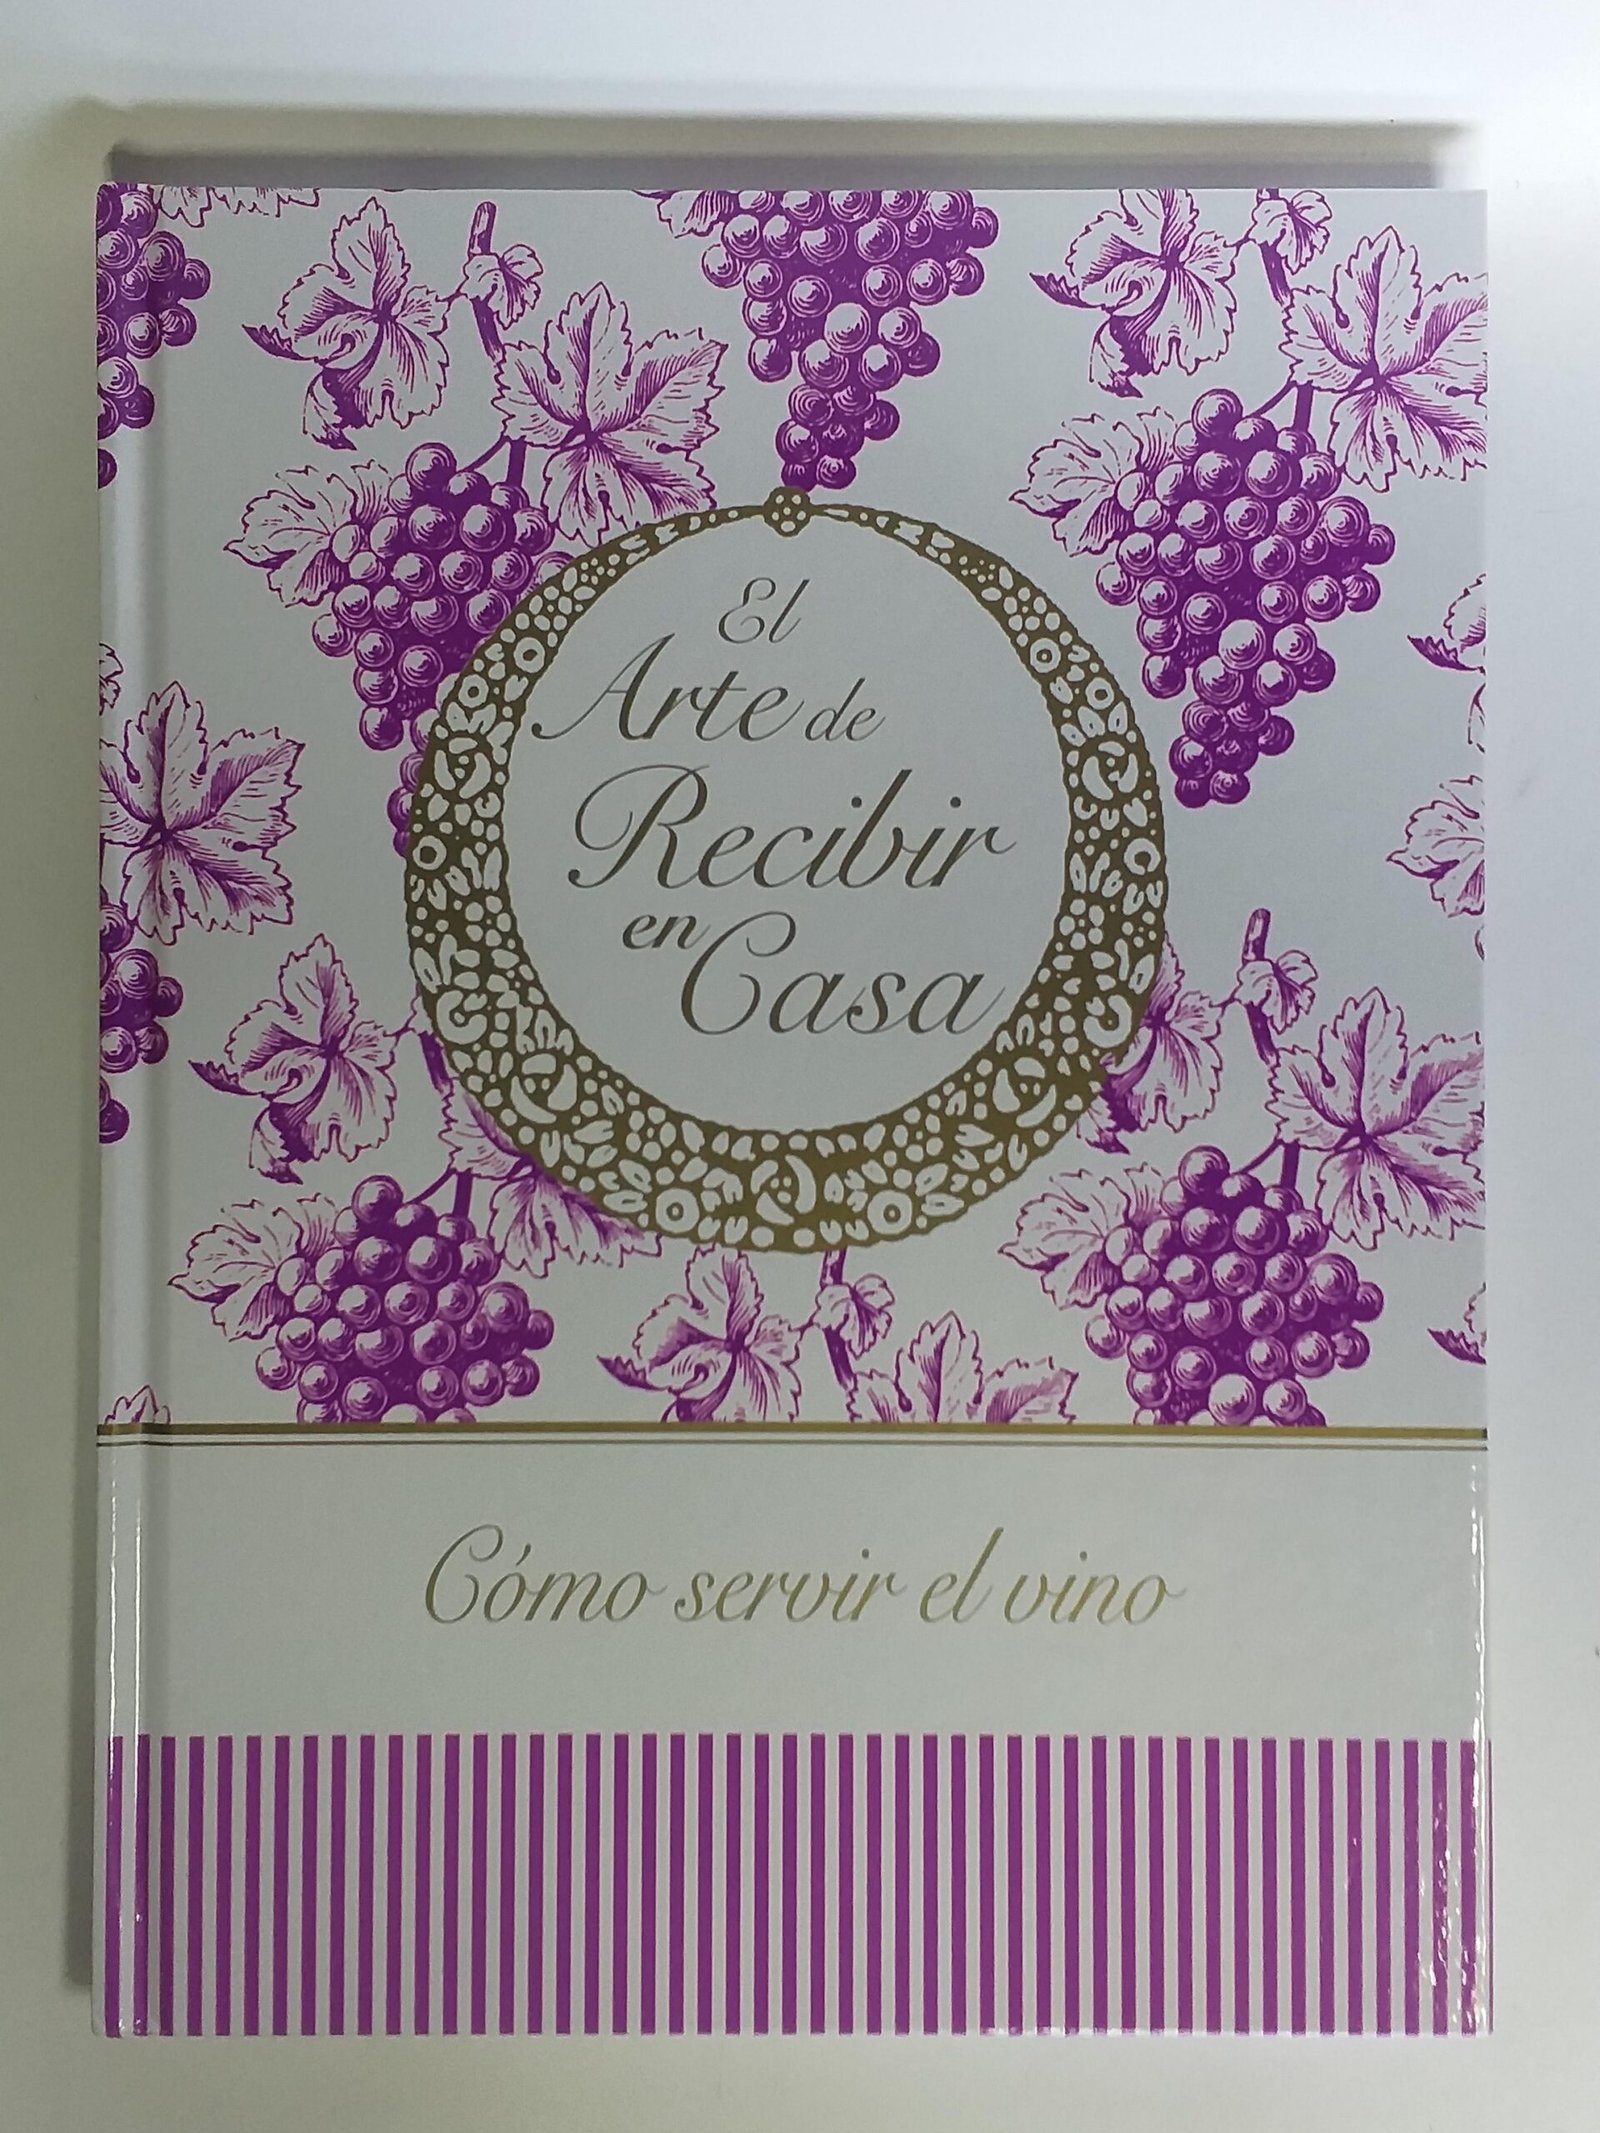 El
Arte de
Recibir
en Casa
Cómo servir el vino